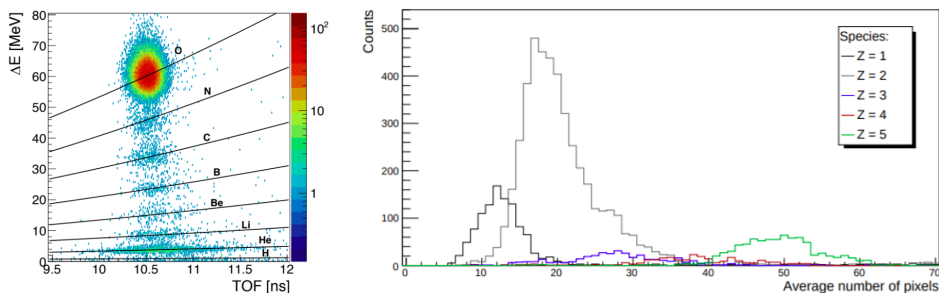 ΔE [MeV]
80
70
60
50
40
30
20
10
0
O
N
C
B
Be
Li
He
H
9.5 10 10.5 11 11.5 12
TOF [ns]
10²
10
1
Counts
500
400
300
200
100
0
0 10 20 30 40 50 60 70
Average number of pixels
Species:
Z = 1
Z = 2
Z = 3
Z = 4
Z = 5